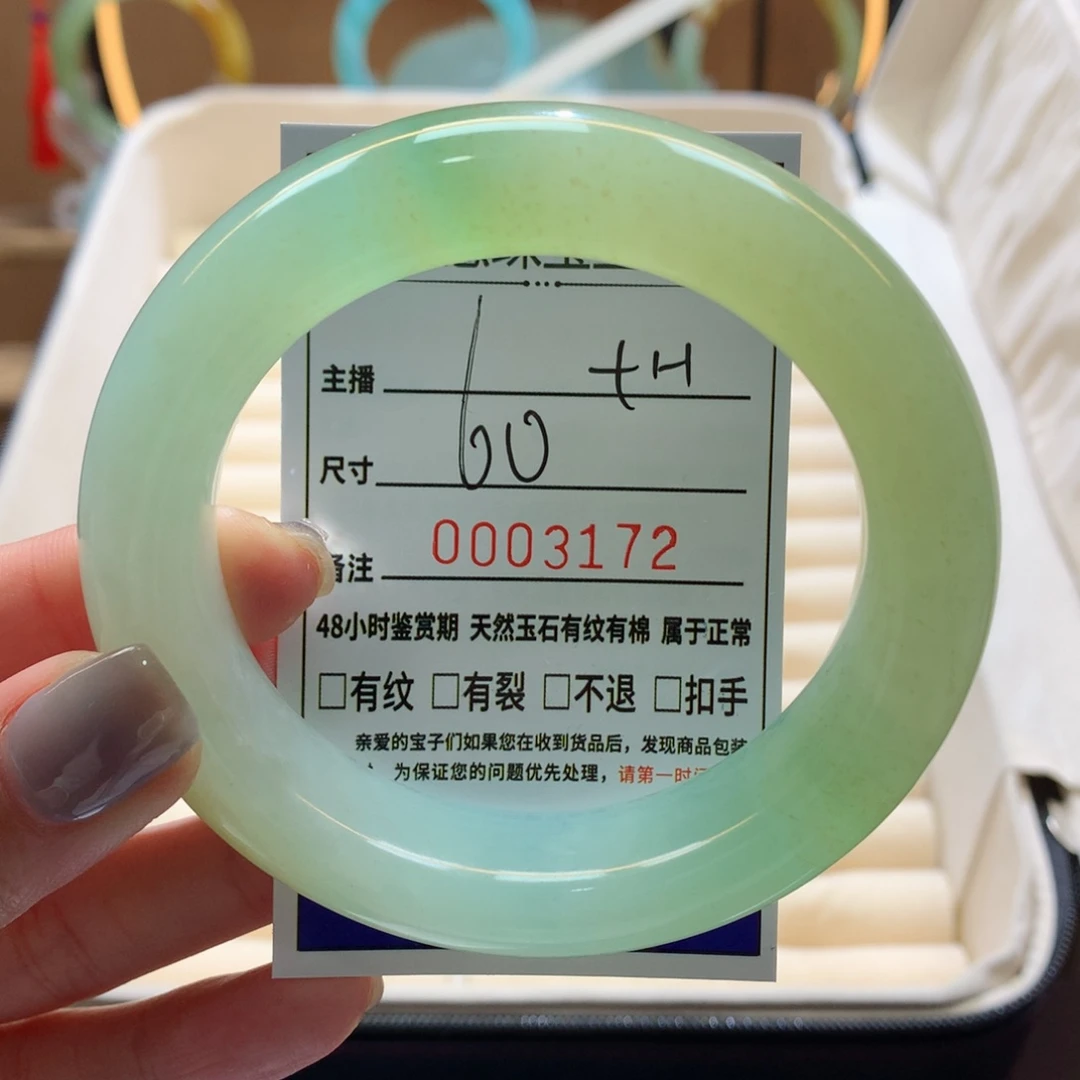 主播 tH
尺寸 60
备注 0003172
48小时鉴赏期 天然玉石有纹有棉 属于正常
□有纹 □有裂 □不退 □扣手
亲爱的宝子们如果您在收到货品后，发现商品包装
为保证您的问题优先处理，请第一时